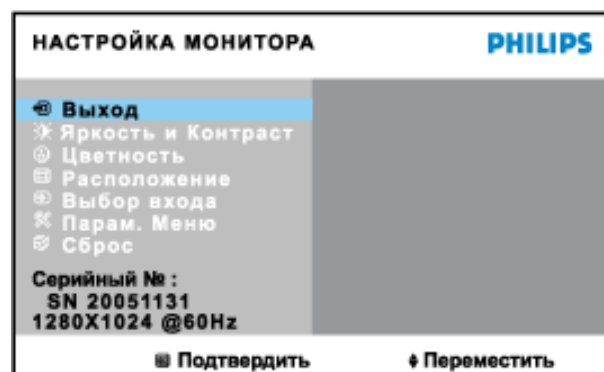 НАСТРОЙКА МОНИТОРА PHILIPS
Выход
Яркость и Контраст
Цветность
Расположение
Выбор входа
Парам. Меню
Сброс
Серийный № :
SN 20051131
1280X1024 @60Hz
Подтвердить Переместить